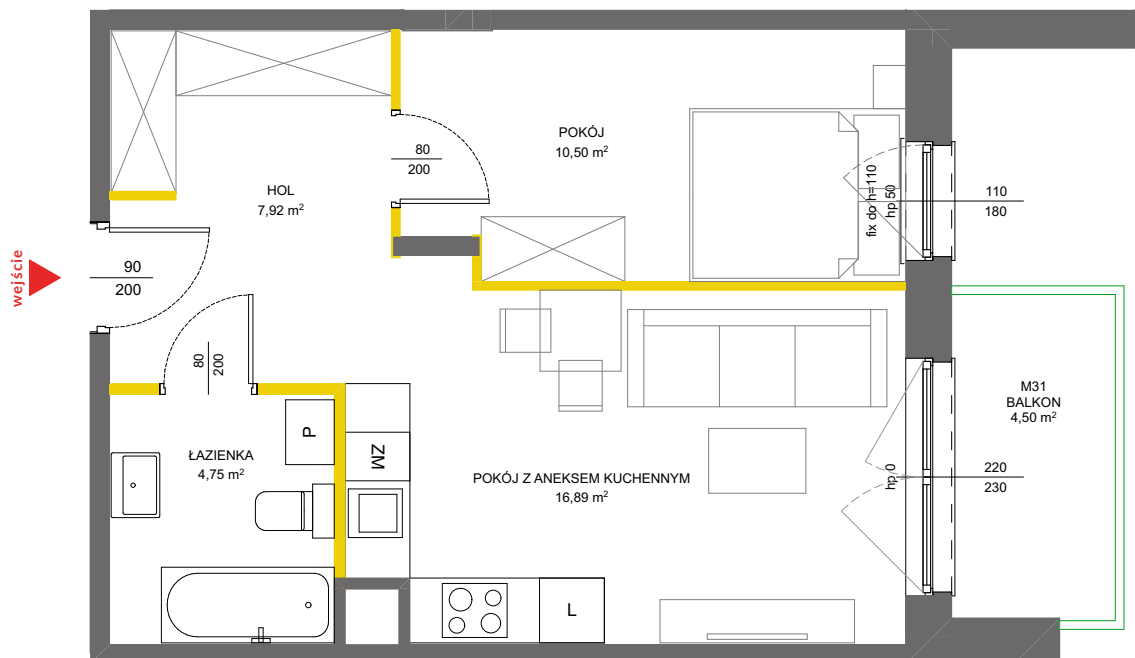 POKÓJ
10,50 m²
80
200
HOL
7,92 m²
fix do h=110
hp 50
110
180
wejście
90
200
80
200
M31
BALKON
4,50 m²
P
ŁAZIENKA
4,75 m²
ZM
POKÓJ Z ANEKSEM KUCHENNYM
16,89 m²
hp 0
220
230
L